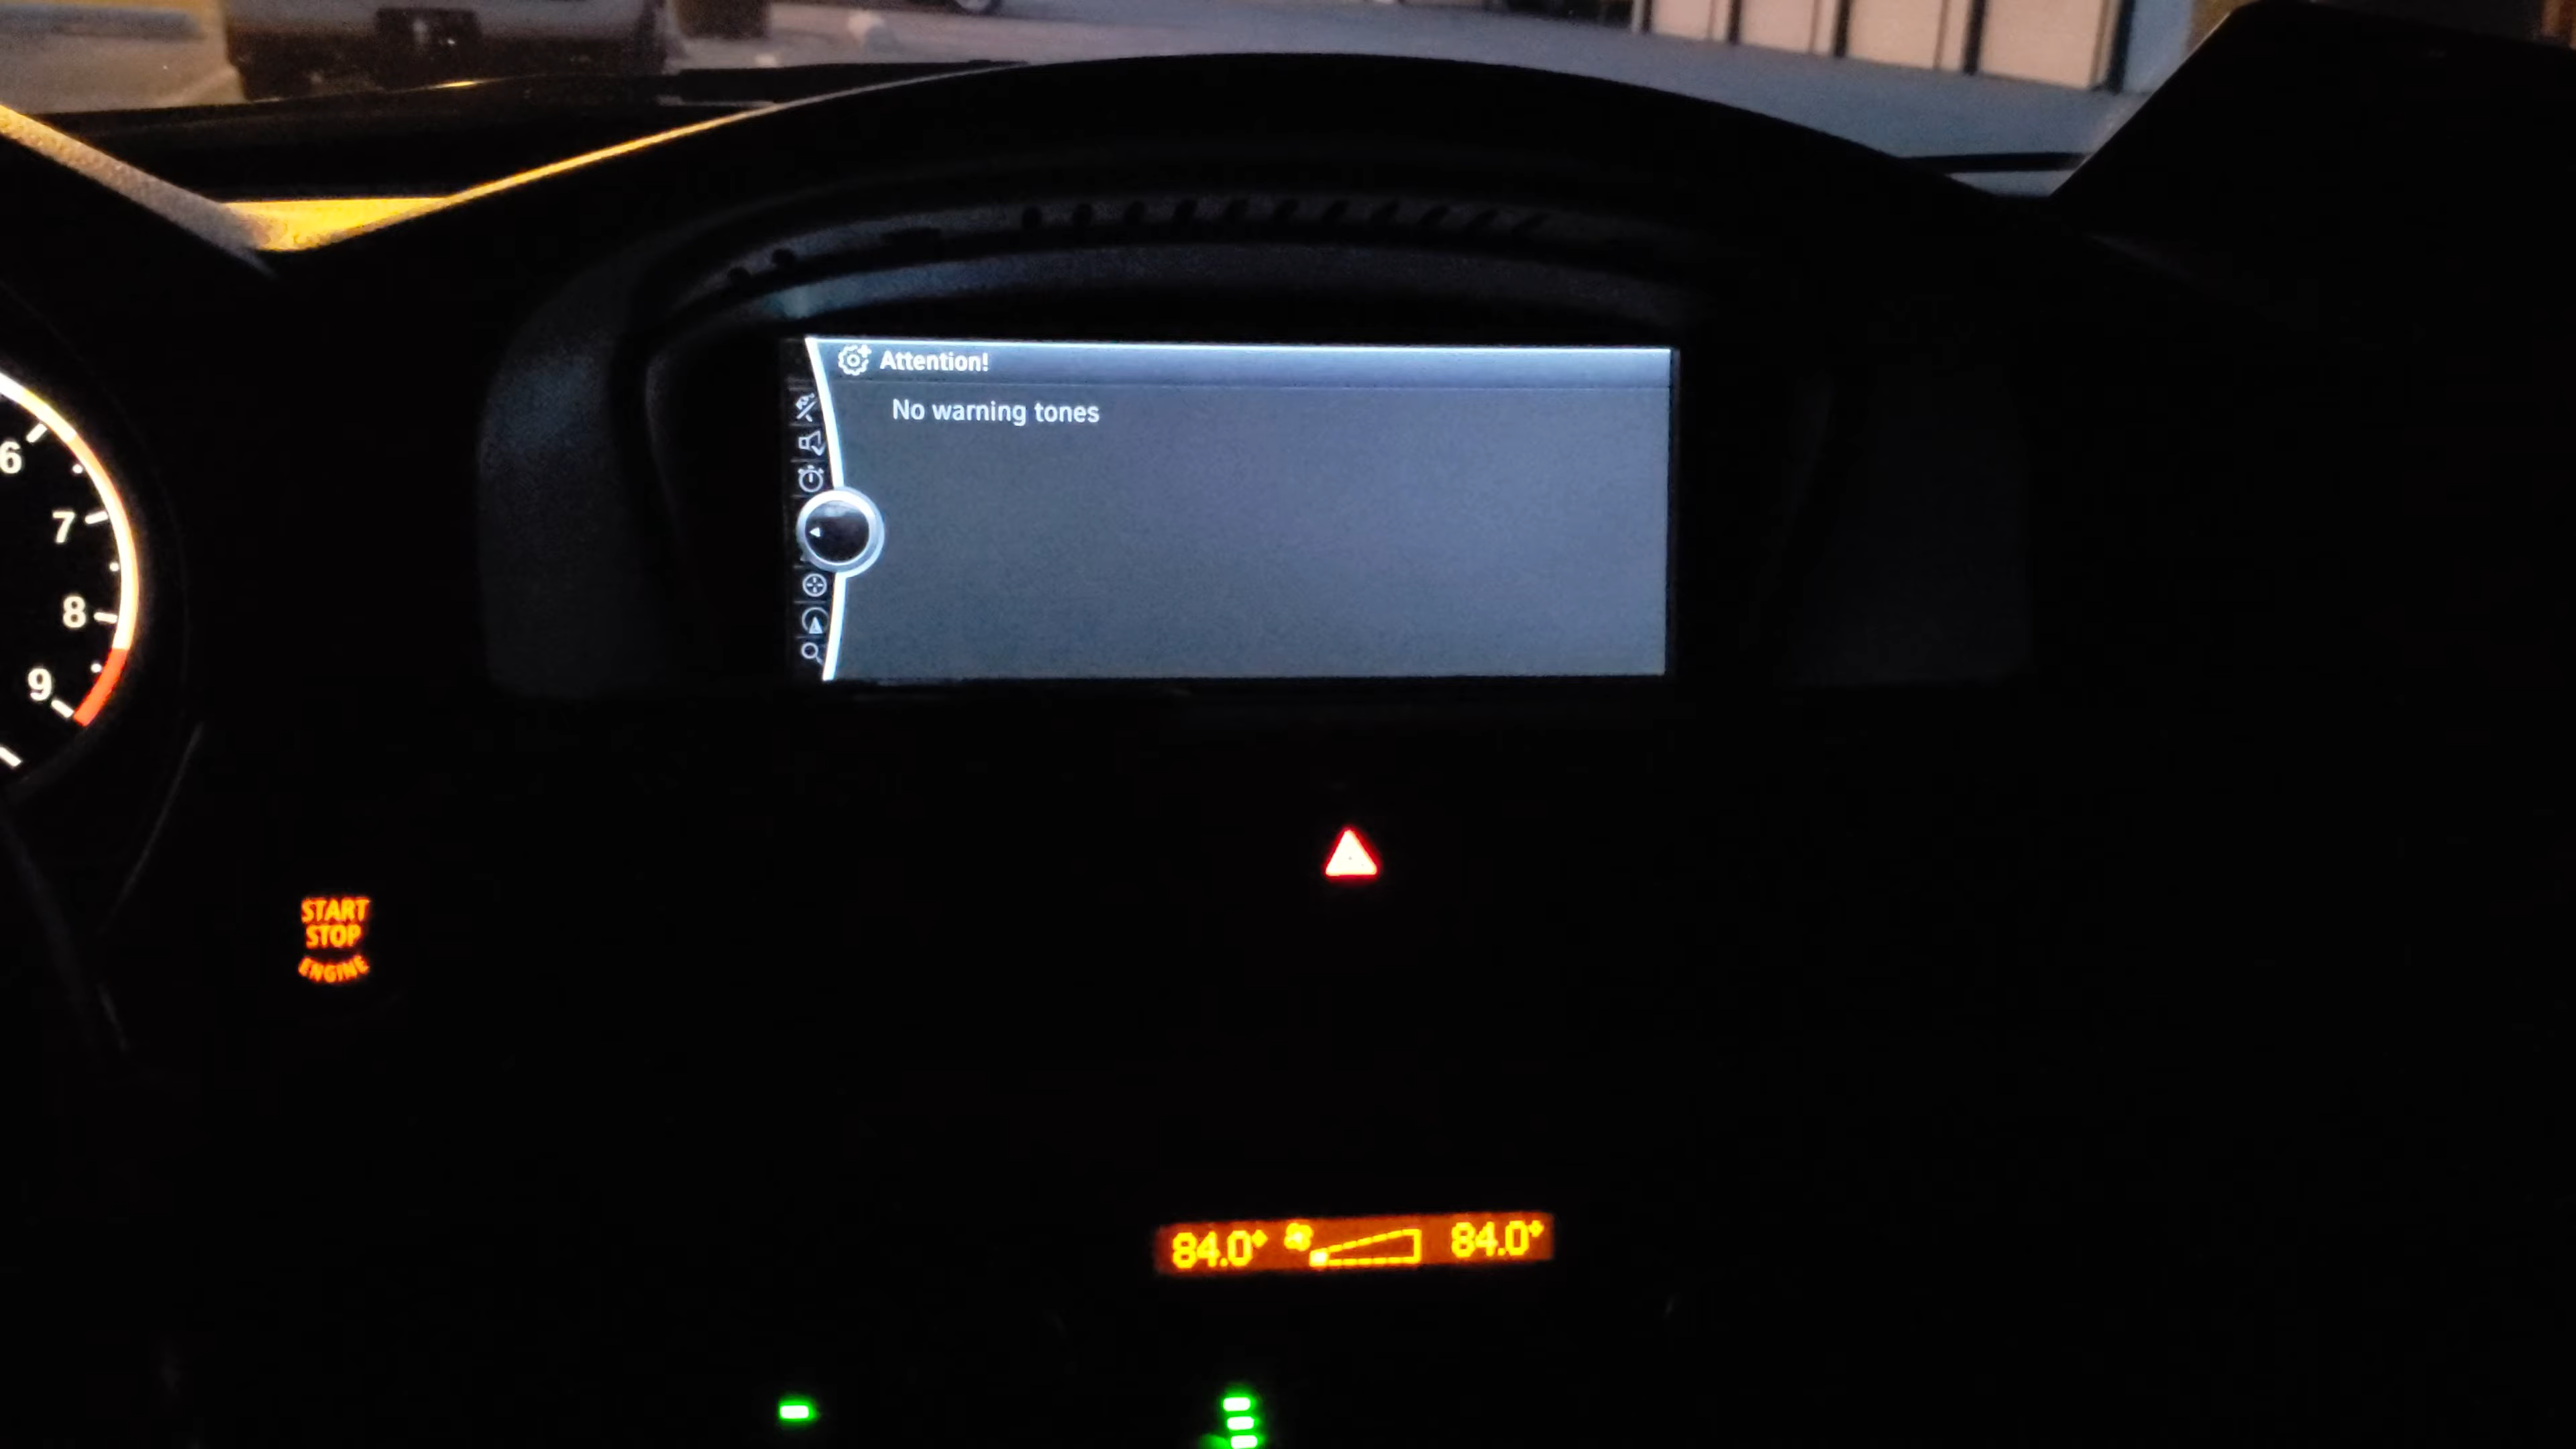 Attention!
No warning tones
6
7
8
9
START
STOP
ENGINE
84.0° 84.0°